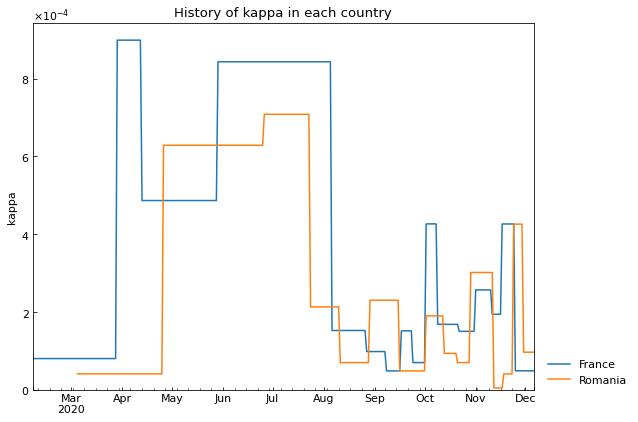 History of kappa in each country
×10⁻⁴
8
6
4
2
0
kappa
Mar Apr May Jun Jul Aug Sep Oct Nov Dec
2020
France
Romania